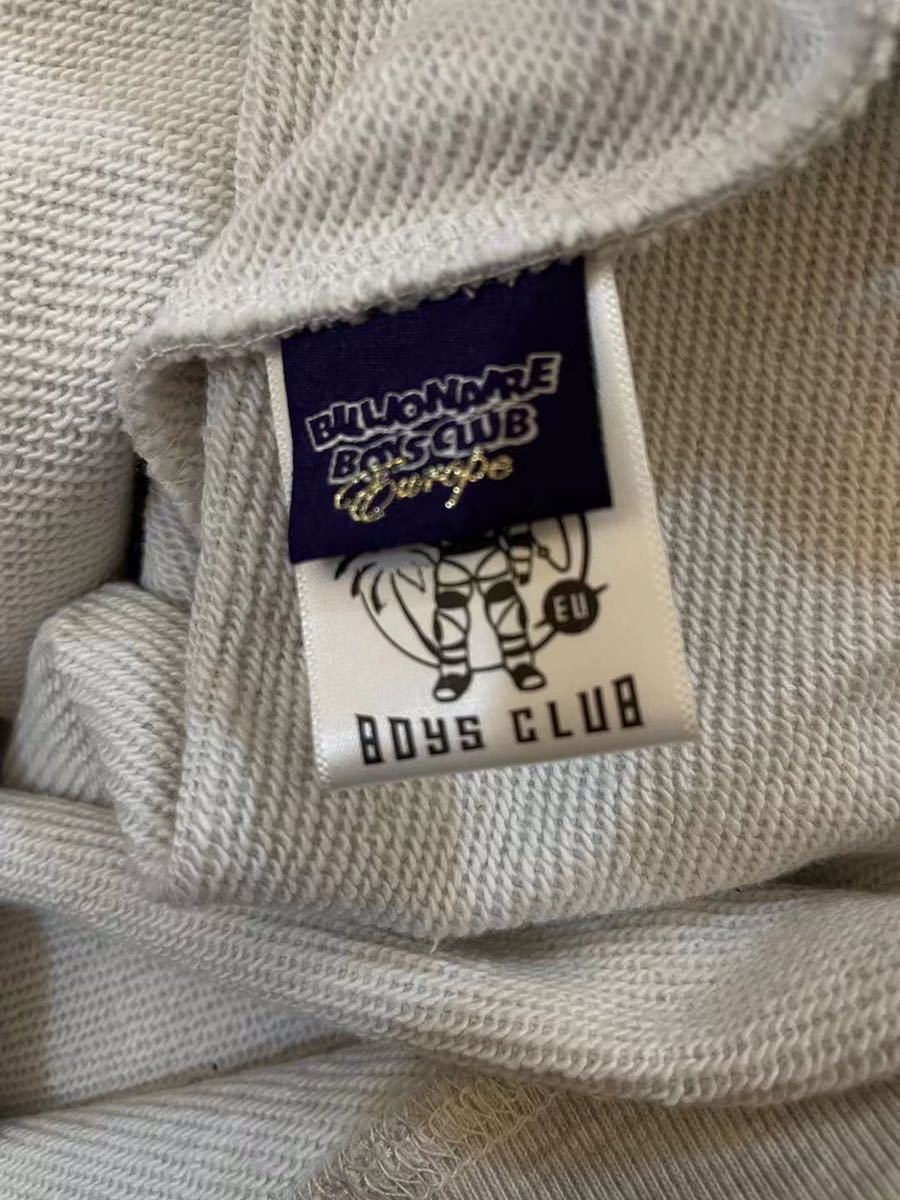 BILLIONAIRE
BOYS CLUB
Europe
EU
BOYS CLUB